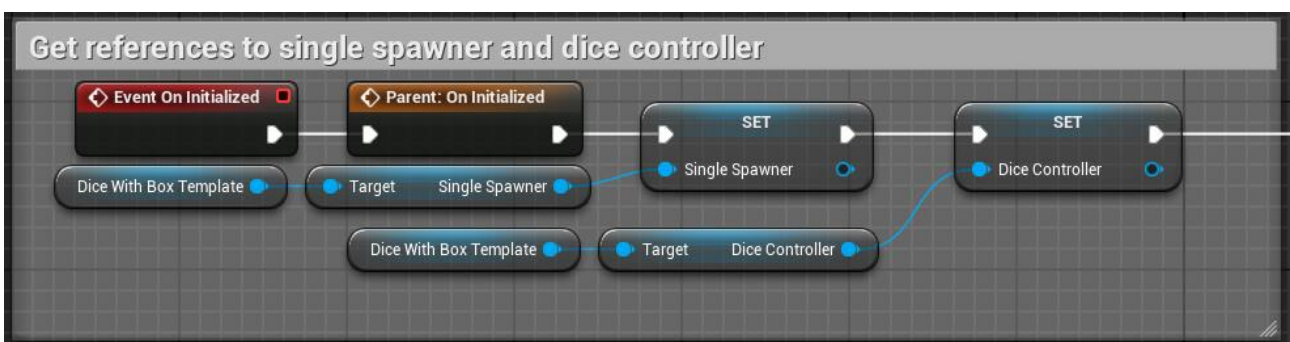 Get references to single spawner and dice controller
Event On Initialized
Parent: On Initialized
SET
SET
Single Spawner
Dice Controller
Dice With Box Template
Target Single Spawner
Dice With Box Template
Target Dice Controller